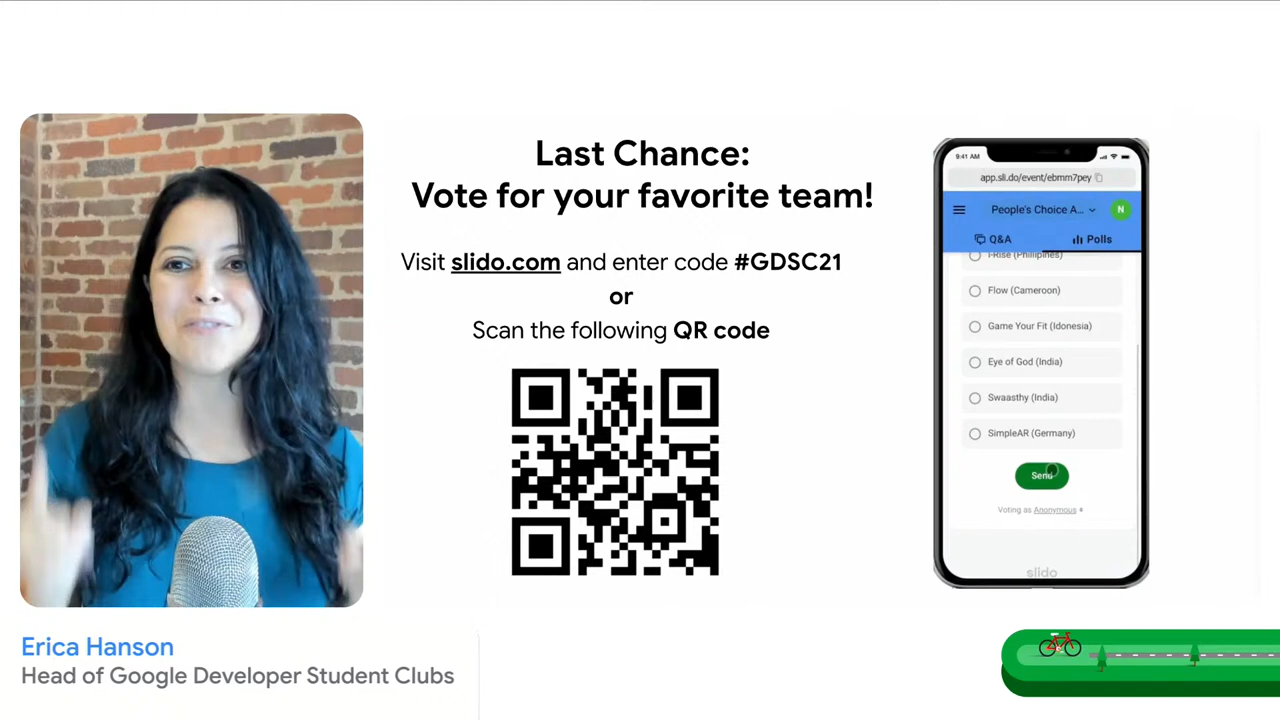 Last Chance:
Vote for your favorite team!
Visit slido.com and enter code #GDSC21
or
Scan the following QR code
9:41 AM
app.sli.do/event/ebmm7pey
People's Choice A...
N
Q&A
Polls
I-Rise (Phillipines)
Flow (Cameroon)
Game Your Fit (Idonesia)
Eye of God (India)
Swaasthy (India)
SimpleAR (Germany)
Send
Voting as Anonymous
slido
Erica Hanson
Head of Google Developer Student Clubs